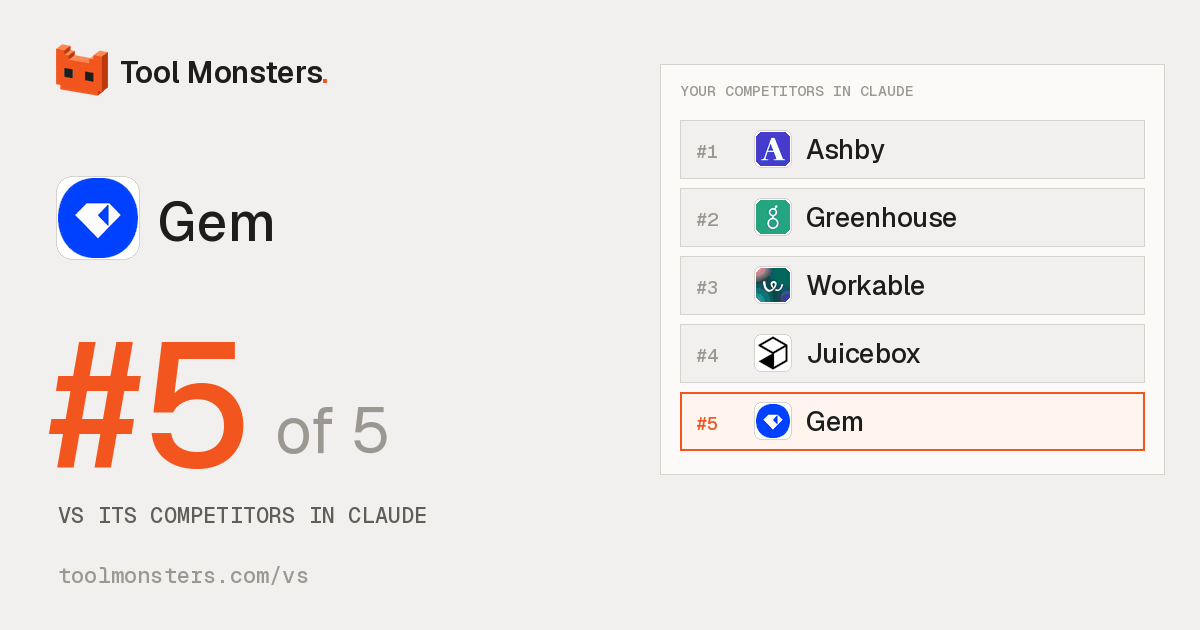 Tool Monsters.
Gem
#5 of 5
VS ITS COMPETITORS IN CLAUDE
toolmonsters.com/vs
YOUR COMPETITORS IN CLAUDE
#1 A Ashby
#2 Greenhouse
#3 Workable
#4 Juicebox
#5 Gem